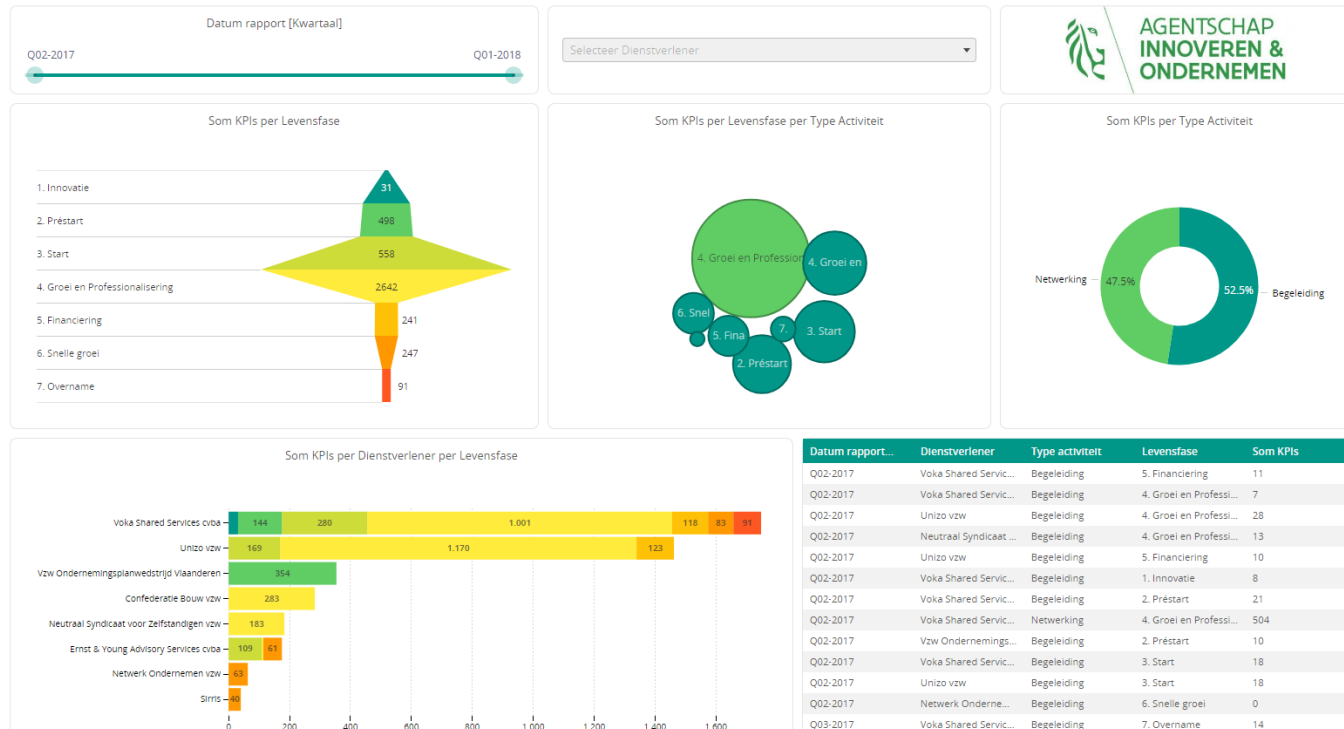 Datum rapport [Kwartaal]
Q02-2017 Q01-2018
Selecteer Dienstverlener
AGENTSCHAP
INNOVEREN &
ONDERNEMEN
Som KPIs per Levensfase
1. Innovatie 31
2. Préstart 498
3. Start 558
4. Groei en Professionalisering 2642
5. Financiering 241
6. Snelle groei 247
7. Overname 91
Som KPIs per Levensfase per Type Activiteit
4. Groei en Profession
4. Groei en
6. Snel
5. Fina
7.
3. Start
2. Préstart
Som KPIs per Type Activiteit
Netwerking 47.5%
52.5% Begeleiding
Som KPIs per Dienstverlener per Levensfase
Voka Shared Services cvba 144 280 1.001 118 83 91
Unizo vzw 169 1.170 123
Vzw Ondernemingsplanwedstrijd Vlaanderen 354
Confederatie Bouw vzw 283
Neutraal Syndicaat voor Zelfstandigen vzw 183
Ernst & Young Advisory Services cvba 109 61
Netwerk Ondernemen vzw 63
Sirris 40
0 200 400 600 800 1.000 1.200 1.400 1.600
Datum rapport... Dienstverlener Type activiteit Levensfase Som KPIs
Q02-2017 Voka Shared Servic... Begeleiding 5. Financiering 11
Q02-2017 Voka Shared Servic... Begeleiding 4. Groei en Professi... 7
Q02-2017 Unizo vzw Begeleiding 4. Groei en Professi... 28
Q02-2017 Neutraal Syndicaat ... Begeleiding 4. Groei en Professi... 13
Q02-2017 Unizo vzw Begeleiding 5. Financiering 10
Q02-2017 Voka Shared Servic... Begeleiding 1. Innovatie 8
Q02-2017 Voka Shared Servic... Begeleiding 2. Préstart 21
Q02-2017 Voka Shared Servic... Netwerking 4. Groei en Professi... 504
Q02-2017 Vzw Ondernemings... Begeleiding 2. Préstart 10
Q02-2017 Voka Shared Servic... Begeleiding 3. Start 18
Q02-2017 Unizo vzw Begeleiding 3. Start 18
Q02-2017 Netwerk Onderne... Begeleiding 6. Snelle groei 0
Q03-2017 Voka Shared Servic... Begeleiding 7. Overname 14